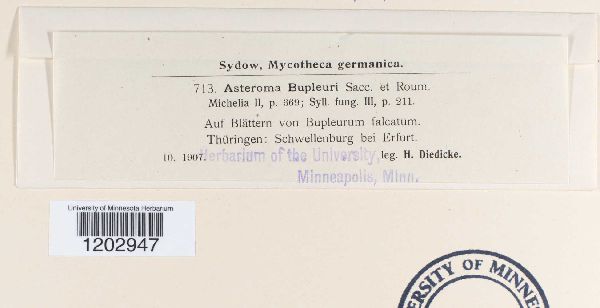 Sydow, Mycotheca germanica.
713. Asteroma Bupleuri Sacc. et Roum.
Michelia II, p. 369; Syll. fung. III, p. 211.
Auf Blättern von Bupleurum falcatum.
Thüringen: Schwellenburg bei Erfurt.
10. 1907. leg. H. Diedicke.
Herbarium of the University,
Minneapolis, Minn.
University of Minnesota Herbarium
1202947
ERSITY OF MINNE